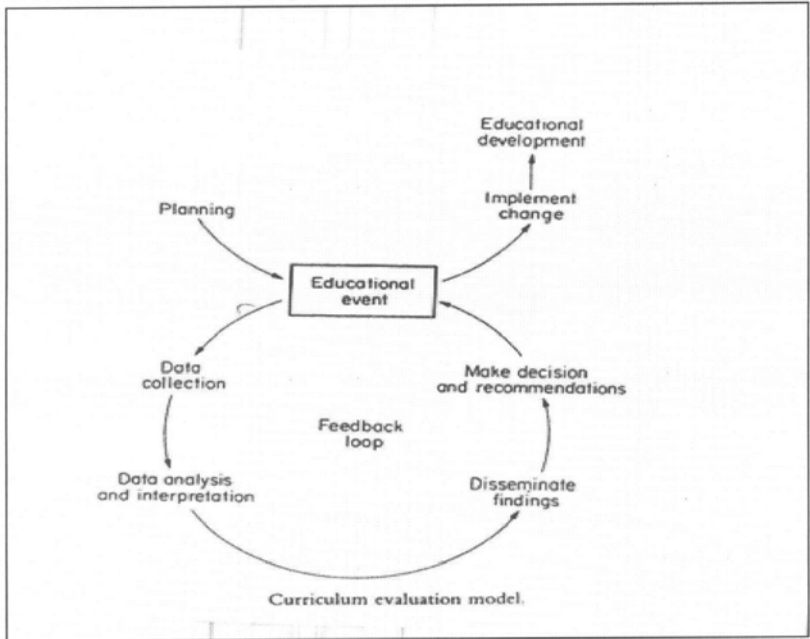 Educational
development
Implement
change
Planning
Educational
event
Data
collection
Make decision
and recommendations
Feedback
loop
Data analysis
and interpretation
Disseminate
findings
Curriculum evaluation model.